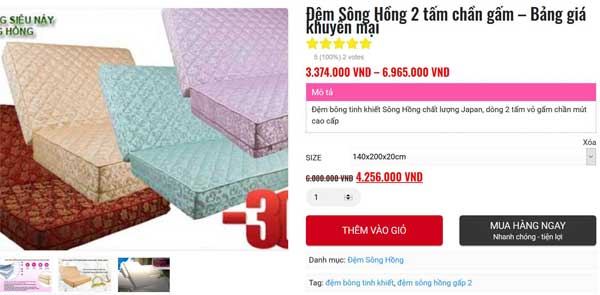 G SIÊU NÀY
G HỒNG
-30
Đệm Sông Hồng 2 tấm chần gấm – Bảng giá
khuyến mại
5 (100%) 2 votes
3.374.000 VND – 6.965.000 VND
Mô tả
Đệm bông tinh khiết Sông Hồng chất lượng Japan, dòng 2 tấm vỏ gấm chần mút
cao cấp
Xóa
SIZE 140x200x20cm
6.080.000 VND 4.256.000 VND
1
THÊM VÀO GIỎ
MUA HÀNG NGAY
Nhanh chóng - tiện lợi
Danh mục: Đệm Sông Hồng
Tag: đệm bông tinh khiết, đệm sông hồng gấp 2